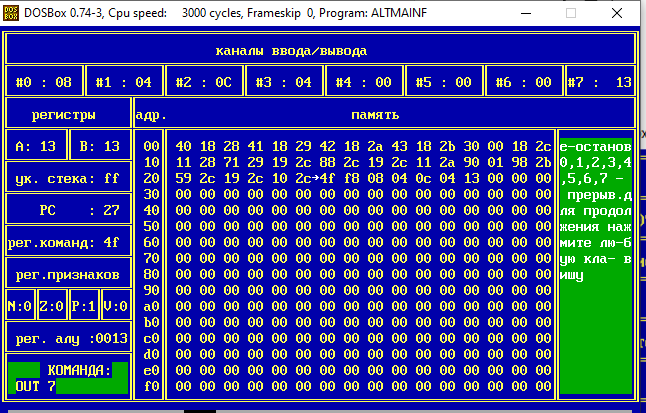 DOSBox 0.74-3, Cpu speed: 3000 cycles, Frameskip 0, Program: ALTMAINF
каналы ввода/вывода
#0 : 08 #1 : 04 #2 : 0C #3 : 04 #4 : 00 #5 : 00 #6 : 00 #7 : 13
регистры адр. память
A: 13 B: 13 00 40 18 28 41 18 29 42 18 2a 43 18 2b 30 00 18 2c е-останов
10 11 28 71 29 19 2c 88 2c 19 2c 11 2a 90 01 98 2b 0,1,2,3,4
ук. стека: ff 20 59 2c 19 2c 10 2c→4f f8 08 04 0c 04 13 00 00 00 ,5,6,7 -
30 00 00 00 00 00 00 00 00 00 00 00 00 00 00 00 00 прерыв.д
PC : 27 40 00 00 00 00 00 00 00 00 00 00 00 00 00 00 00 00 ля продол
50 00 00 00 00 00 00 00 00 00 00 00 00 00 00 00 00 жения наж
рег.команд: 4f 60 00 00 00 00 00 00 00 00 00 00 00 00 00 00 00 00 мите лю-б
70 00 00 00 00 00 00 00 00 00 00 00 00 00 00 00 00 ую кла- в
рег.признаков 80 00 00 00 00 00 00 00 00 00 00 00 00 00 00 00 00 ишу
90 00 00 00 00 00 00 00 00 00 00 00 00 00 00 00 00
N:0 Z:0 P:1 V:0 a0 00 00 00 00 00 00 00 00 00 00 00 00 00 00 00 00
b0 00 00 00 00 00 00 00 00 00 00 00 00 00 00 00 00
рег. алу :0013 c0 00 00 00 00 00 00 00 00 00 00 00 00 00 00 00 00
d0 00 00 00 00 00 00 00 00 00 00 00 00 00 00 00 00
КОМАНДА: e0 00 00 00 00 00 00 00 00 00 00 00 00 00 00 00 00
OUT 7 f0 00 00 00 00 00 00 00 00 00 00 00 00 00 00 00 00